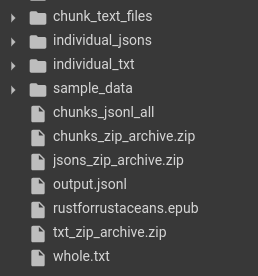 chunk_text_files
individual_jsons
individual_txt
sample_data
chunks_jsonl_all
chunks_zip_archive.zip
jsons_zip_archive.zip
output.jsonl
rustforrustaceans.epub
txt_zip_archive.zip
whole.txt